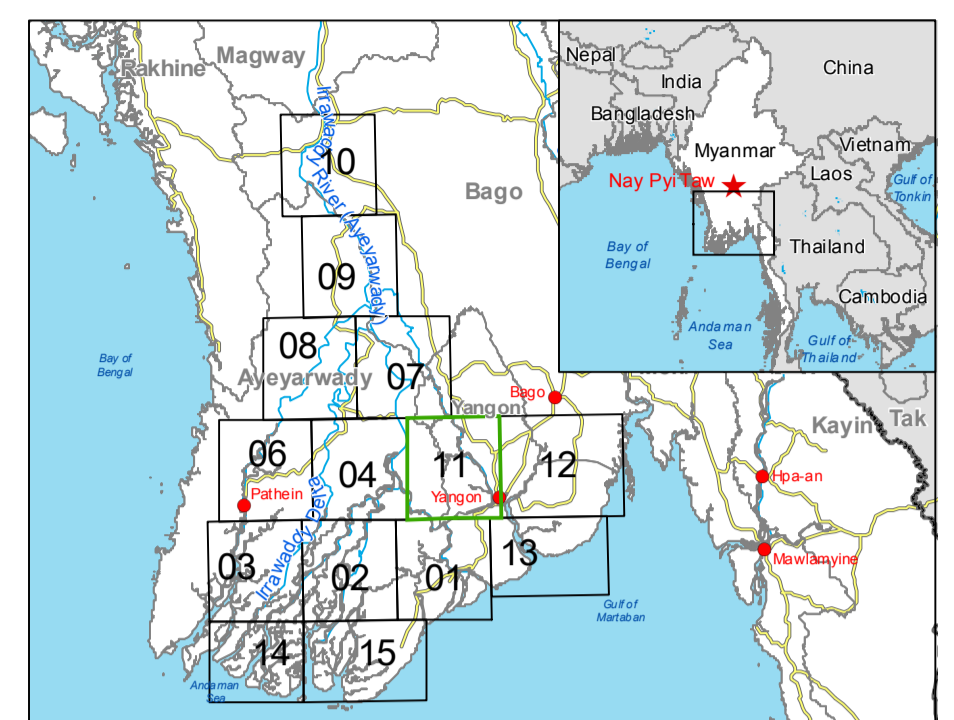 Rakhine
Magway
Irrawaddy River (Ayeyarwady)
10
Bago
09
08
Ayeyarwady
07
Bago
Yangon
06
Pathein
04
11
Yangon
12
Irrawaddy Delta
03
02
01
13
14
15
Bay of
Bengal
Andaman
Sea
Gulf of
Martaban
Kayin
Tak
Hpa-an
Mawlamyine
Nepal
India
China
Bangladesh
Myanmar
Vietnam
Laos
Nay Pyi Taw
Gulf of
Tonkin
Bay of
Bengal
Thailand
Cambodia
Andaman
Sea
Gulf of
Thailand